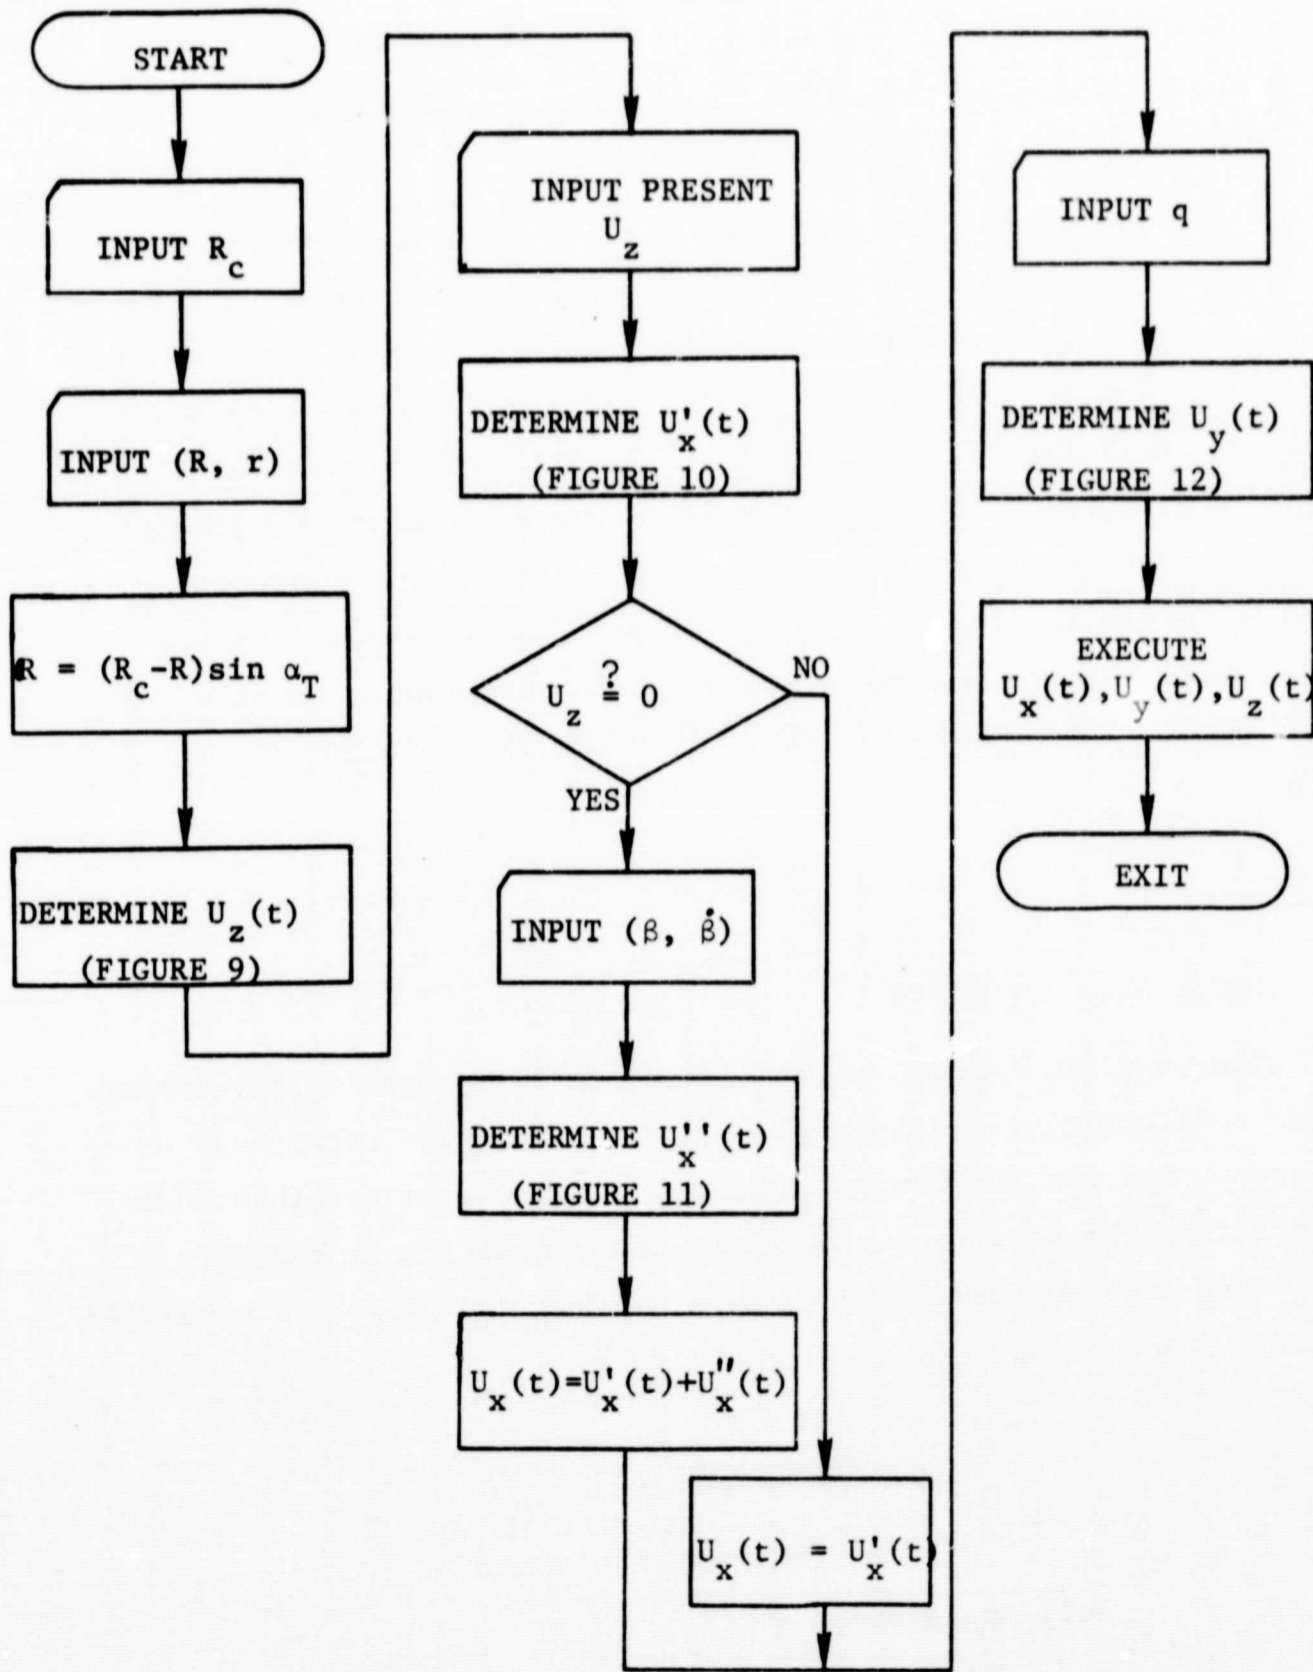 START
INPUT R_c
INPUT (R, r)
R = (R_c-R)sin α_T
DETERMINE U_z(t)
(FIGURE 9)
INPUT PRESENT
U_z
DETERMINE U'_x(t)
(FIGURE 10)
U_z ≟ 0
NO
YES
INPUT (β, β̇)
DETERMINE U''_x(t)
(FIGURE 11)
U_x(t)=U'_x(t)+U''_x(t)
U_x(t) = U'_x(t)
INPUT q
DETERMINE U_y(t)
(FIGURE 12)
EXECUTE
U_x(t),U_y(t),U_z(t)
EXIT